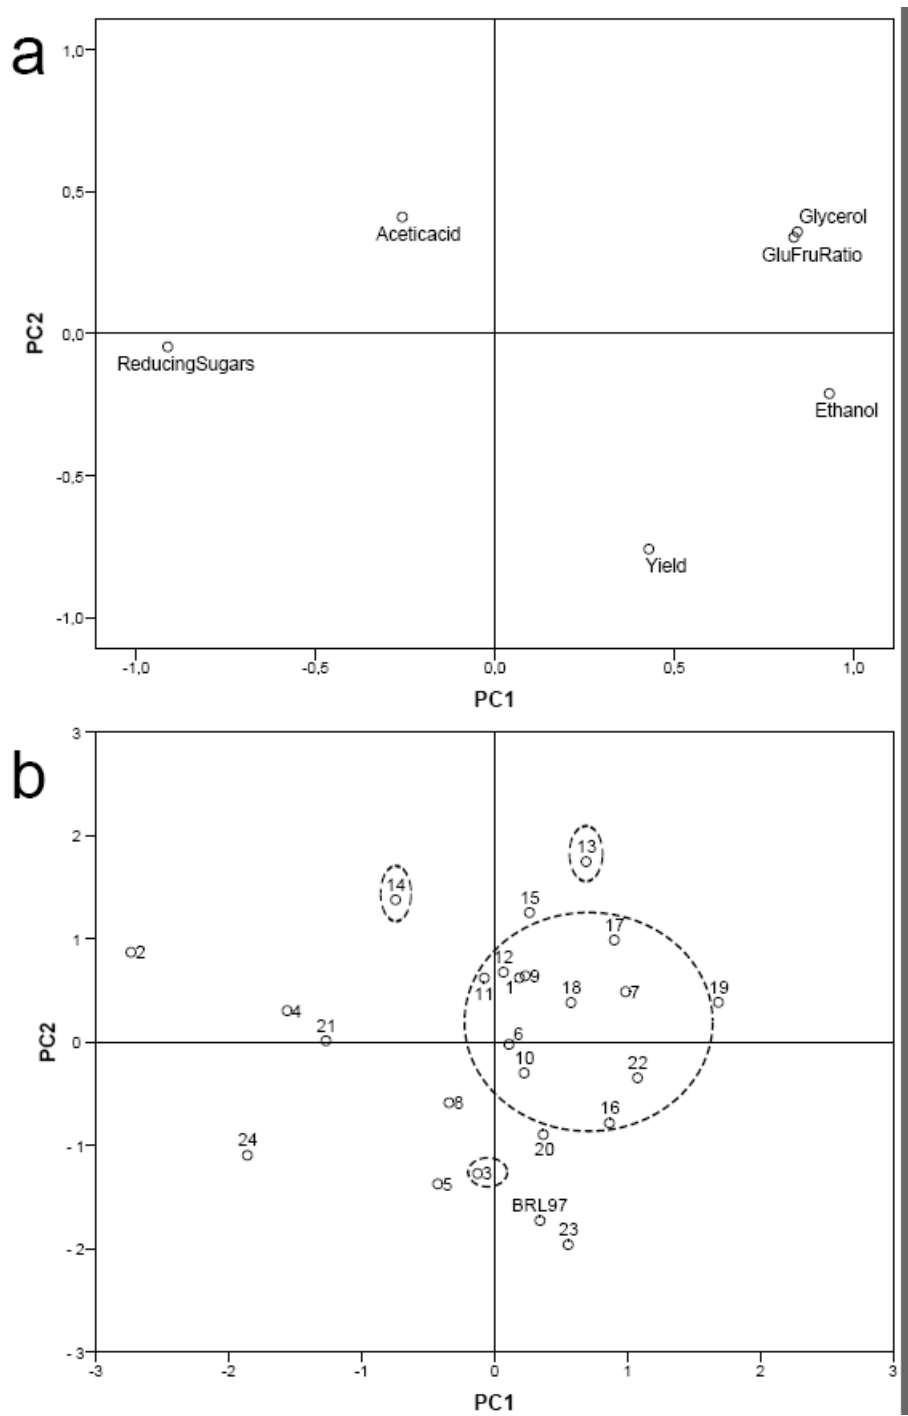 a
1,0
0,5
0,0
-0,5
-1,0
PC2
Glycerol
Aceticacid
GluFruRatio
ReducingSugars
Ethanol
Yield
-1,0 -0,5 0,0 0,5 1,0
PC1
b
3
2
1
0
-1
-2
-3
PC2
13
14
15
17
2
12
9
11 1
18
7
19
4
21
6
10
22
8
16
24
20
3
5
BRL97
23
-3 -2 -1 0 1 2 3
PC1